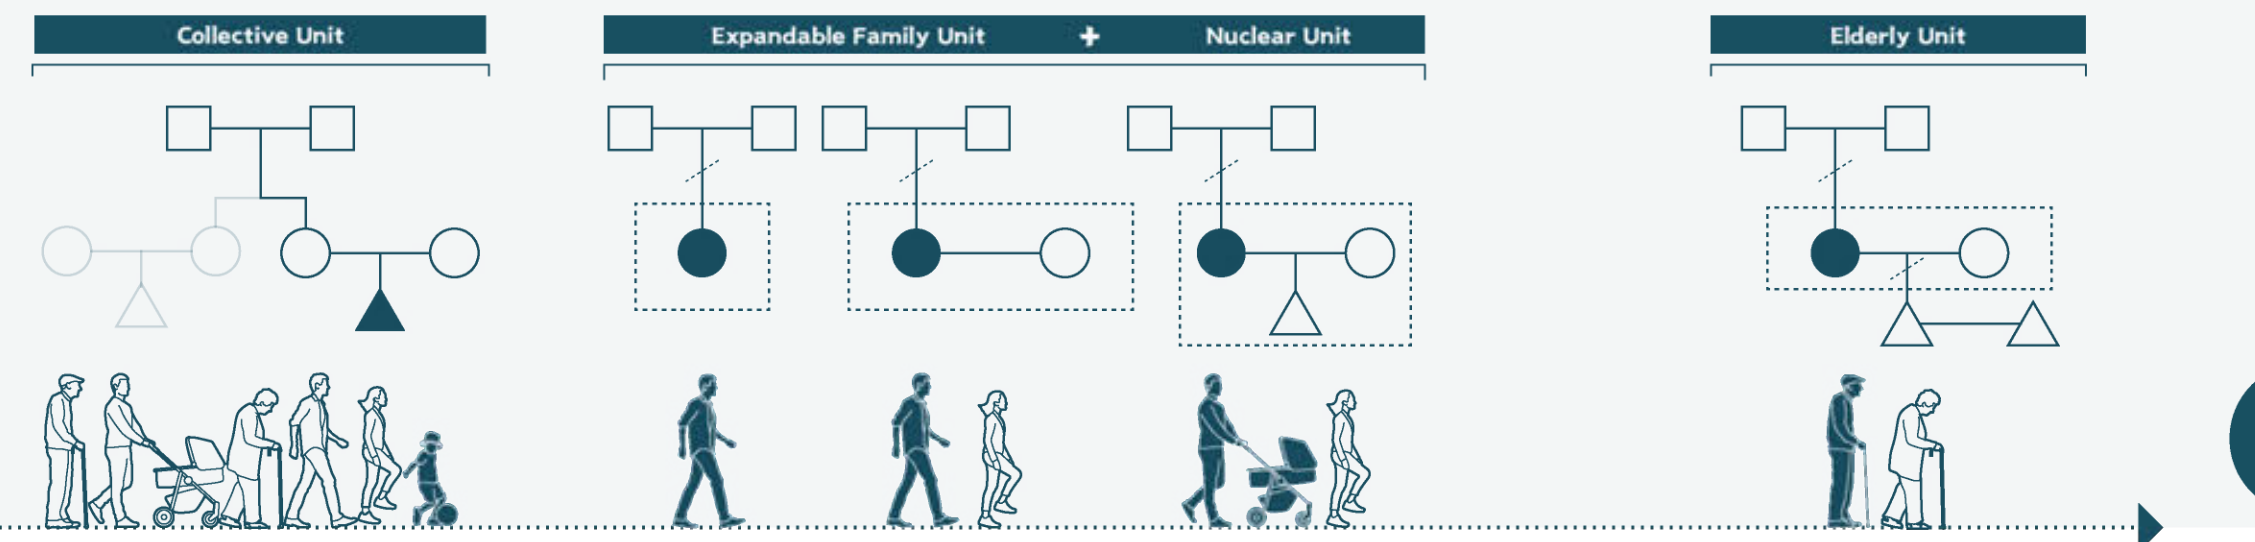 Collective Unit
Expandable Family Unit + Nuclear Unit
Elderly Unit